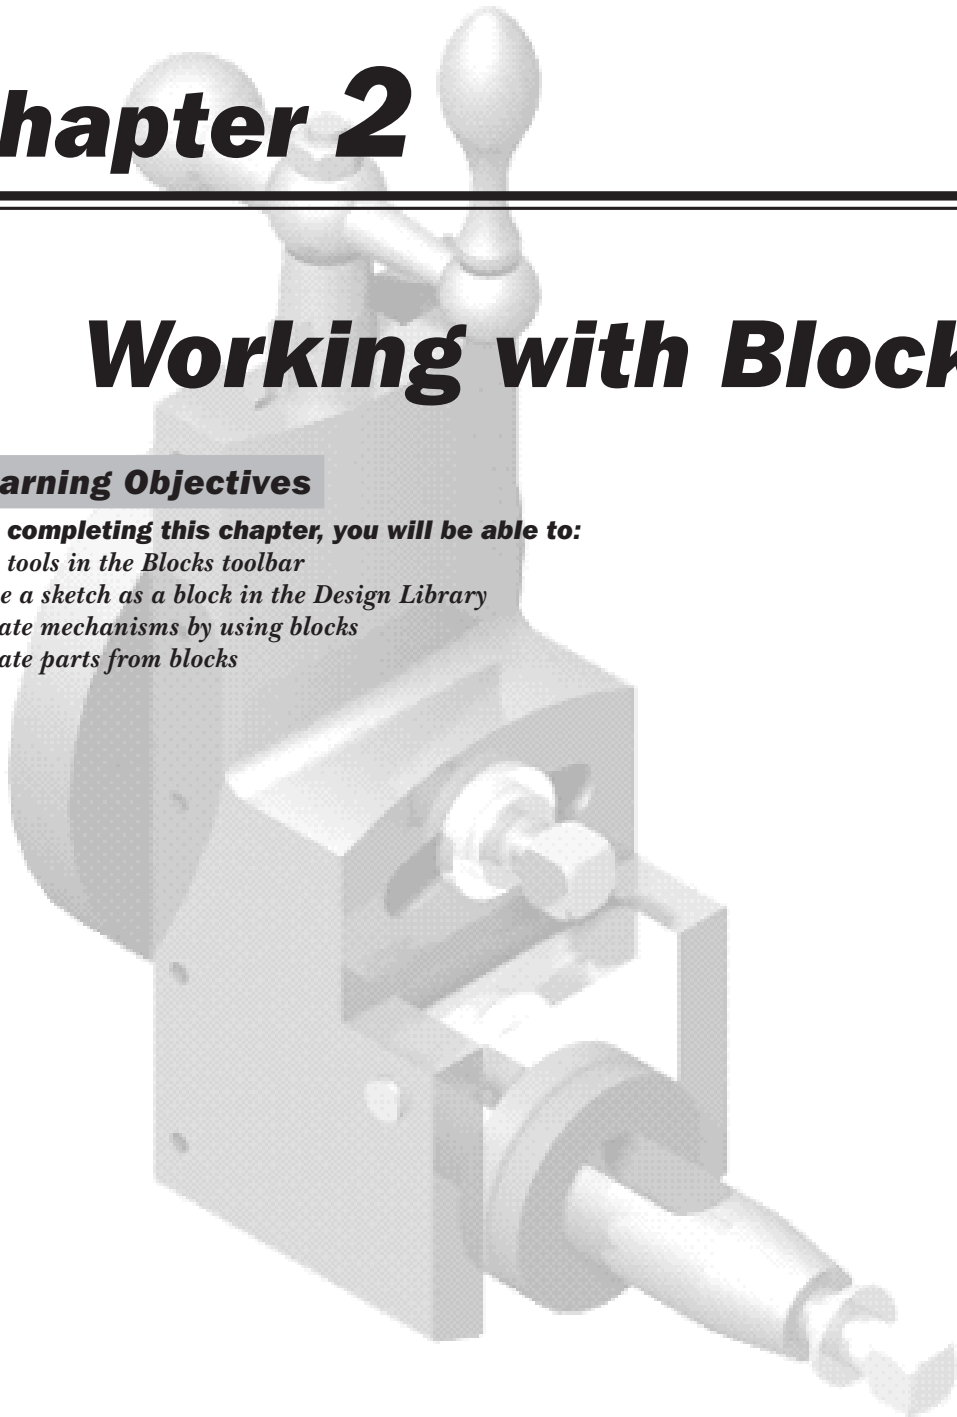 hapter 2
Working with Block
arning Objectives
completing this chapter, you will be able to:
tools in the Blocks toolbar
e a sketch as a block in the Design Library
ate mechanisms by using blocks
ate parts from blocks